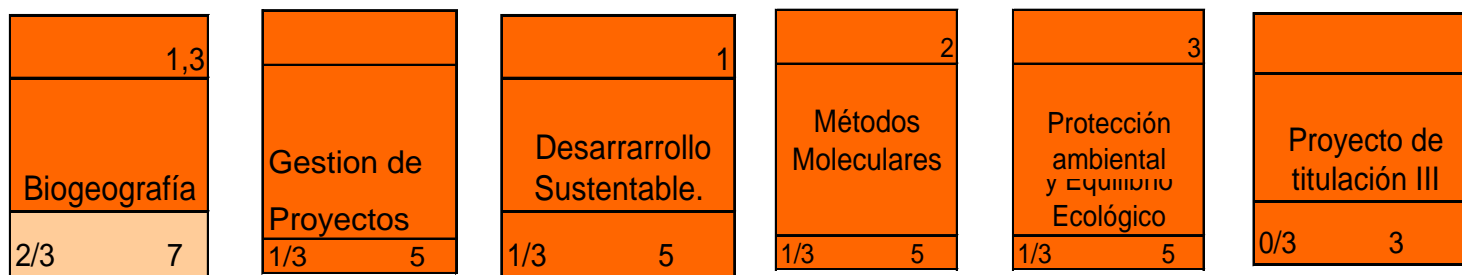 1,3
Biogeografía
2/3 7
Gestion de
Proyectos
1/3 5
1
Desarrarrollo
Sustentable.
1/3 5
2
Métodos
Moleculares
1/3 5
3
Protección
ambiental
y Equilibrio
Ecológico
1/3 5
Proyecto de
titulación III
0/3 3